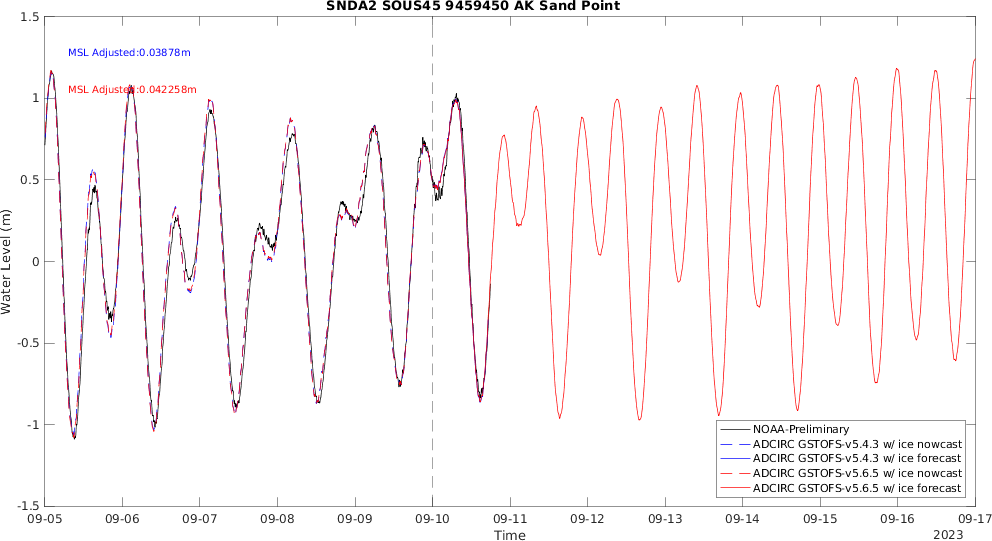 SNDA2 SOUS45 9459450 AK Sand Point
MSL Adjusted:0.03878m
MSL Adjusted:0.042258m
Water Level (m)
1.5
1
0.5
0
-0.5
-1
-1.5
NOAA-Preliminary
ADCIRC GSTOFS-v5.4.3 w/ ice nowcast
ADCIRC GSTOFS-v5.4.3 w/ ice forecast
ADCIRC GSTOFS-v5.6.5 w/ ice nowcast
ADCIRC GSTOFS-v5.6.5 w/ ice forecast
09-05 09-06 09-07 09-08 09-09 09-10 09-11 09-12 09-13 09-14 09-15 09-16 09-17
Time
2023